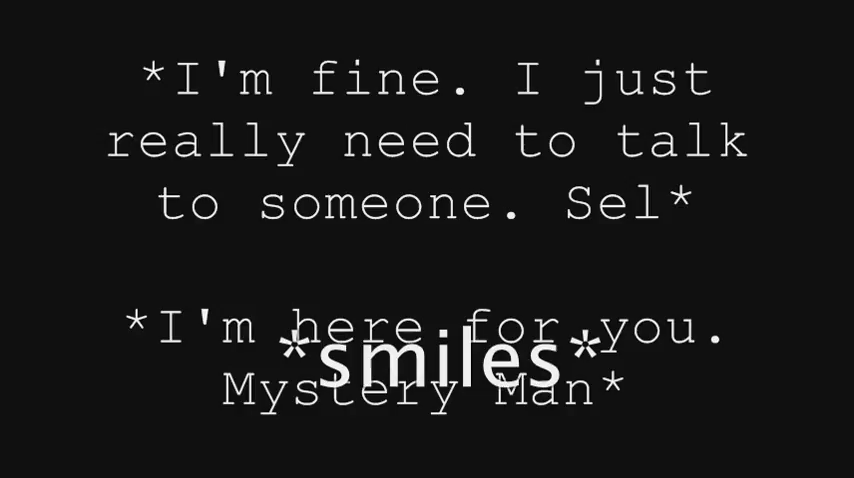 *I'm fine. I just
really need to talk
to someone. Sel*
*I'm here for you.
*smiles*
Mystery Man*